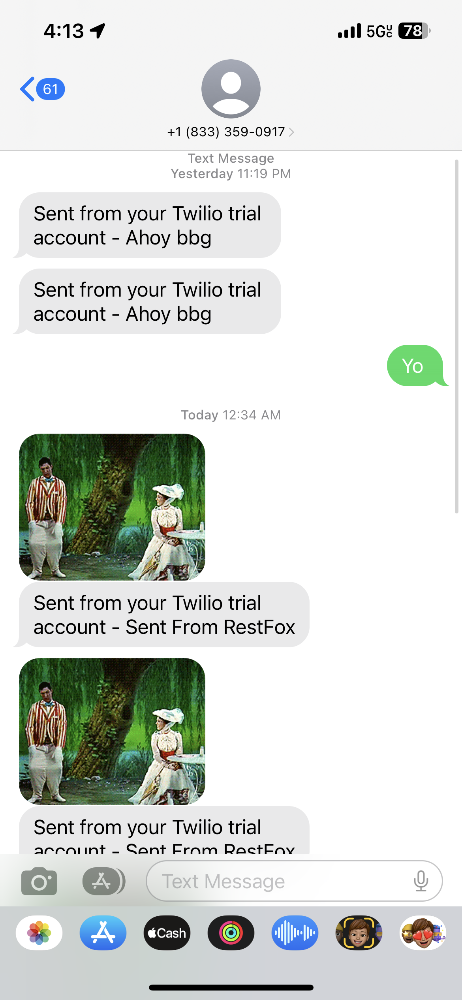 4:13
5G UC
78
61
+1 (833) 359-0917
Text Message
Yesterday 11:19 PM
Sent from your Twilio trial
account - Ahoy bbg
Sent from your Twilio trial
account - Ahoy bbg
Yo
Today 12:34 AM
Sent from your Twilio trial
account - Sent From RestFox
Sent from your Twilio trial
account - Sent From RestFox
Text Message
Cash